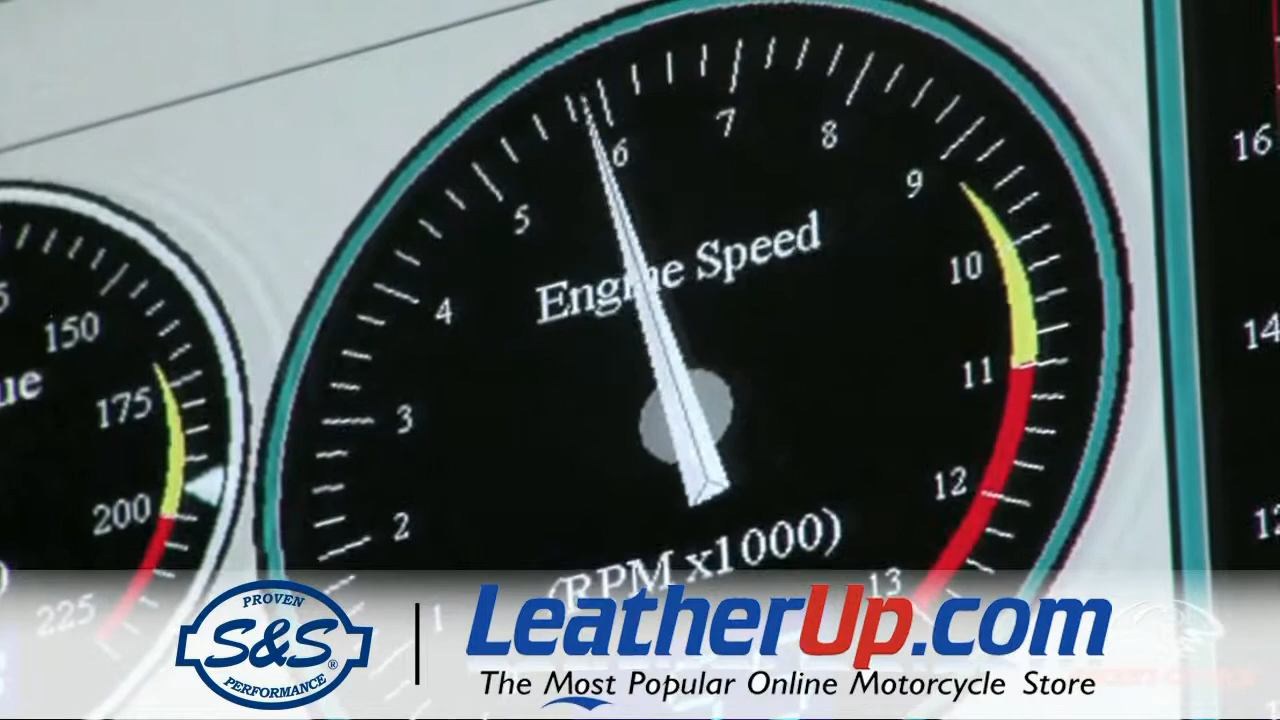 7
8
6
9
5
Engine Speed
10
4
11
3
12
2
(RPM x1000)
13
1
150
175
200
225
16
14
PROVEN
S&S®
PERFORMANCE
LeatherUp.com
The Most Popular Online Motorcycle Store